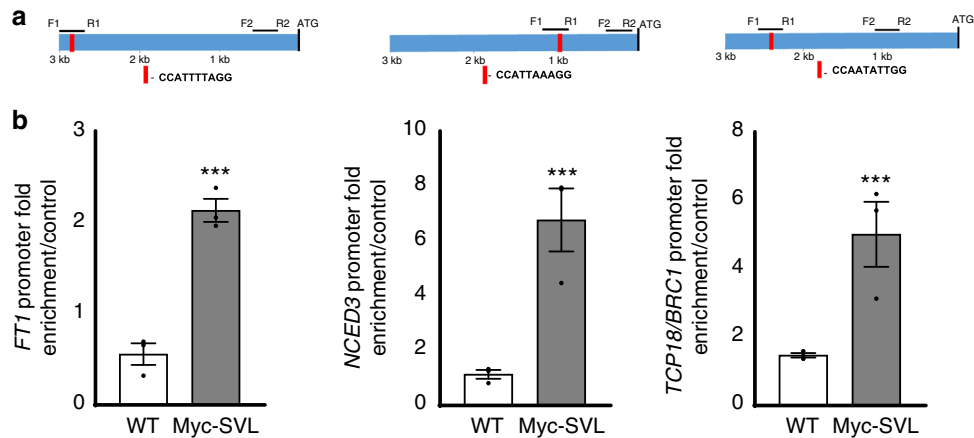 a
F1 R1 F2 R2 ATG
3 kb 2 kb 1 kb
- CCATTTTAGG
F1 R1 F2 R2 ATG
3 kb 2 kb 1 kb
- CCATTAAAGG
F1 R1 F2 R2 ATG
3 kb 2 kb 1 kb
- CCAATATTGG
b
FT1 promoter fold
enrichment/control
3
2
1
0
***
WT Myc-SVL
NCED3 promoter fold
enrichment/control
10
8
6
4
2
0
***
WT Myc-SVL
TCP18/BRC1 promoter fold
enrichment/control
8
6
4
2
0
***
WT Myc-SVL